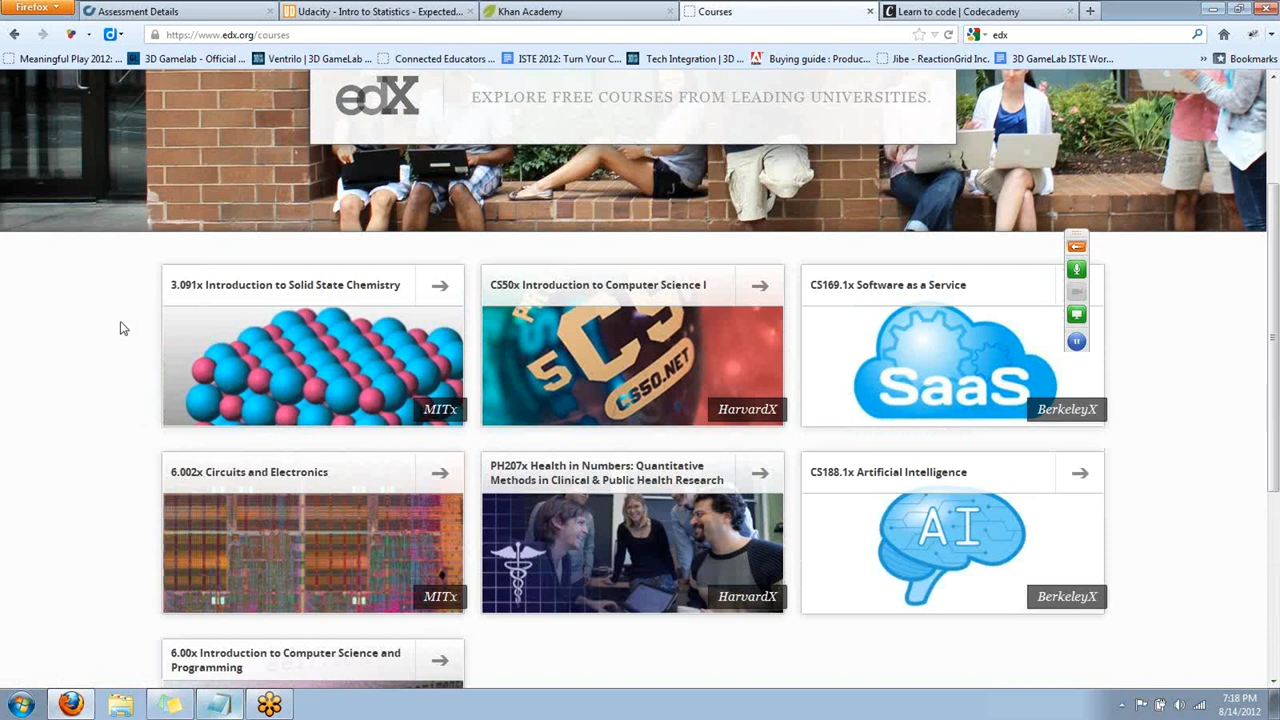 Firefox
Assessment Details
Udacity - Intro to Statistics - Expected...
Khan Academy
Courses
Learn to code | Codecademy
https://www.edx.org/courses
edx
Meaningful Play 2012: ...
3D Gamelab - Official ...
Ventrilo | 3D GameLab ...
Connected Educators ...
ISTE 2012: Turn Your C...
Tech Integration | 3D ...
Buying guide : Produc...
Jibe - ReactionGrid Inc.
3D GameLab ISTE Wor...
Bookmarks
edX
EXPLORE FREE COURSES FROM LEADING UNIVERSITIES.
3.091x Introduction to Solid State Chemistry
MITx
CS50x Introduction to Computer Science I
CS50.NET
HarvardX
CS169.1x Software as a Service
SaaS
BerkeleyX
6.002x Circuits and Electronics
MITx
PH207x Health in Numbers: Quantitative
Methods in Clinical & Public Health Research
HarvardX
CS188.1x Artificial Intelligence
AI
BerkeleyX
6.00x Introduction to Computer Science and
Programming
7:18 PM
8/14/2012